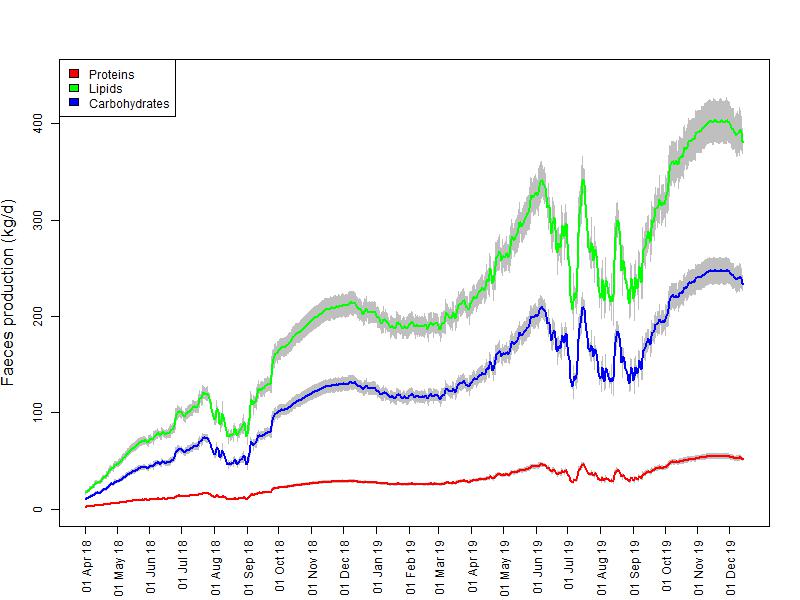 Proteins
Lipids
Carbohydrates
Faeces production (kg/d)
400
300
200
100
0
01 Apr 18
01 May 18
01 Jun 18
01 Jul 18
01 Aug 18
01 Sep 18
01 Oct 18
01 Nov 18
01 Dec 18
01 Jan 19
01 Feb 19
01 Mar 19
01 Apr 19
01 May 19
01 Jun 19
01 Jul 19
01 Aug 19
01 Sep 19
01 Oct 19
01 Nov 19
01 Dec 19